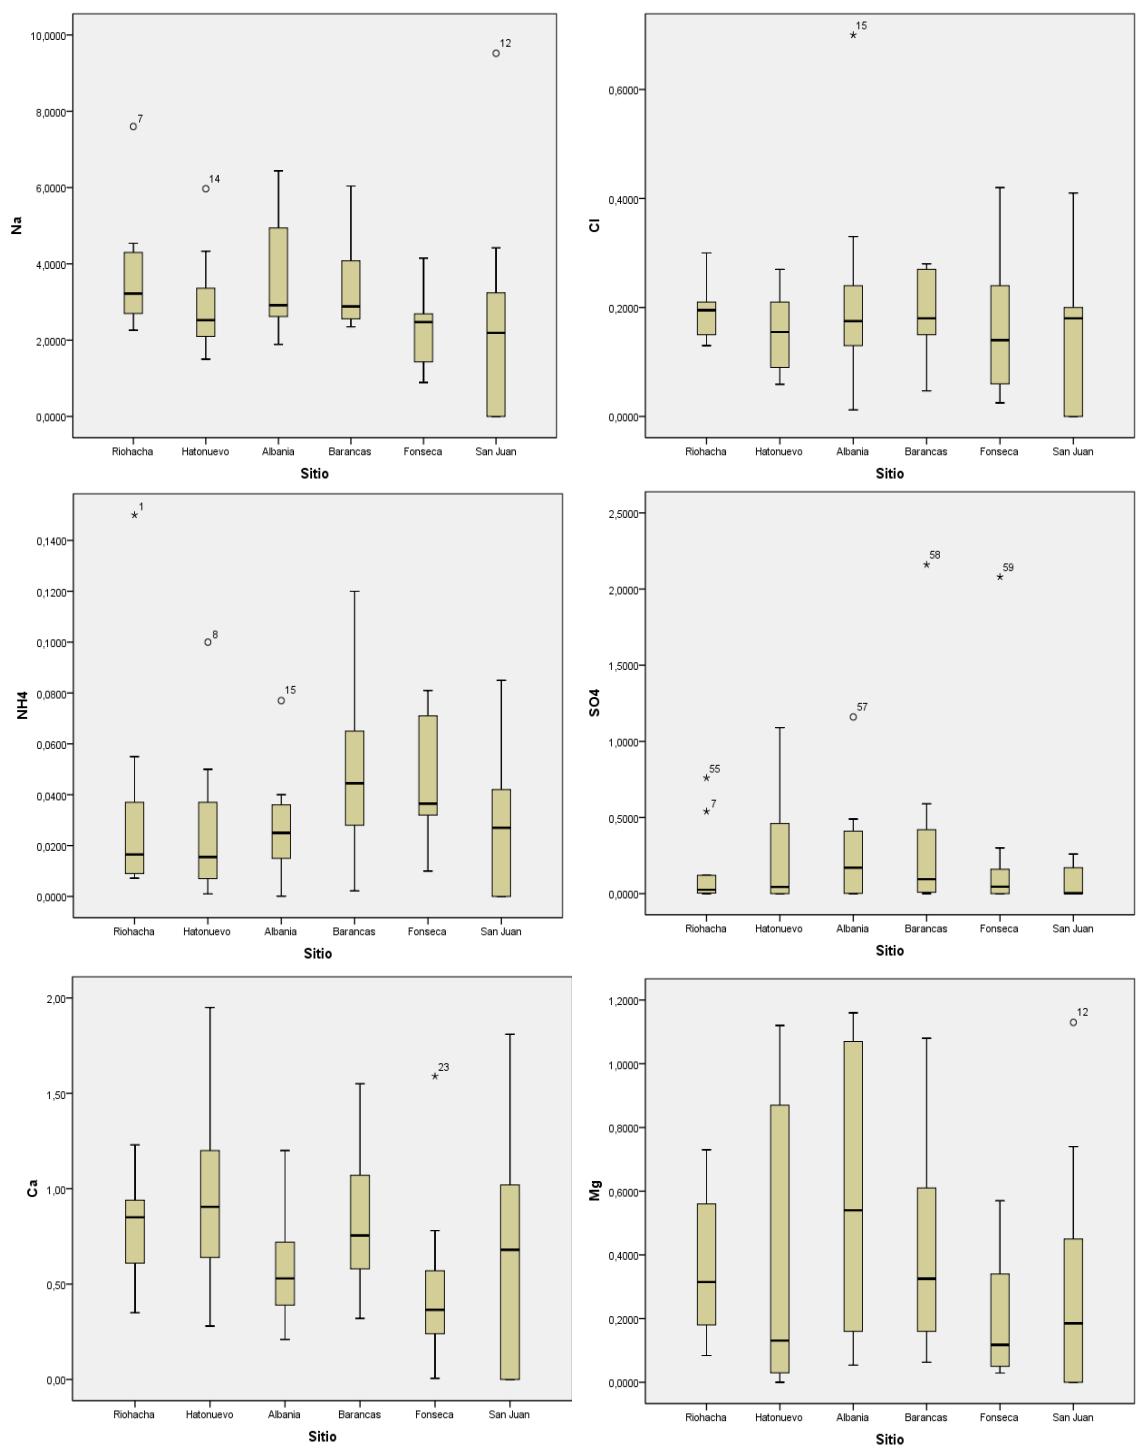 Na
10,0000
8,0000
6,0000
4,0000
2,0000
0,0000
7
14
12
Riohacha Hatonuevo Albania Barancas Fonseca San Juan
Sitio
Cl
0,6000
0,4000
0,2000
0,0000
15
Riohacha Hatonuevo Albania Barancas Fonseca San Juan
Sitio
NH4
0,1400
0,1200
0,1000
0,0800
0,0600
0,0400
0,0200
0,0000
1
8
15
Riohacha Hatonuevo Albania Barancas Fonseca San Juan
Sitio
SO4
2,5000
2,0000
1,5000
1,0000
0,5000
0,0000
55
7
57
58
59
Riohacha Hatonuevo Albania Barancas Fonseca San Juan
Sitio
Ca
2,00
1,50
1,00
0,50
0,00
23
Riohacha Hatonuevo Albania Barancas Fonseca San Juan
Sitio
Mg
1,2000
1,0000
0,8000
0,6000
0,4000
0,2000
0,0000
12
Riohacha Hatonuevo Albania Barancas Fonseca San Juan
Sitio